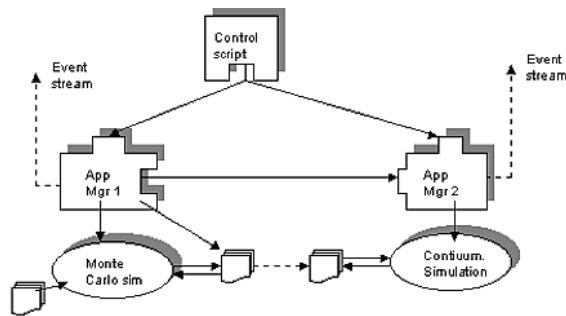 Control
script
Event
stream
Event
stream
App
Mgr 1
App
Mgr 2
Monte
Carlo sim
Contiuum.
Simulation